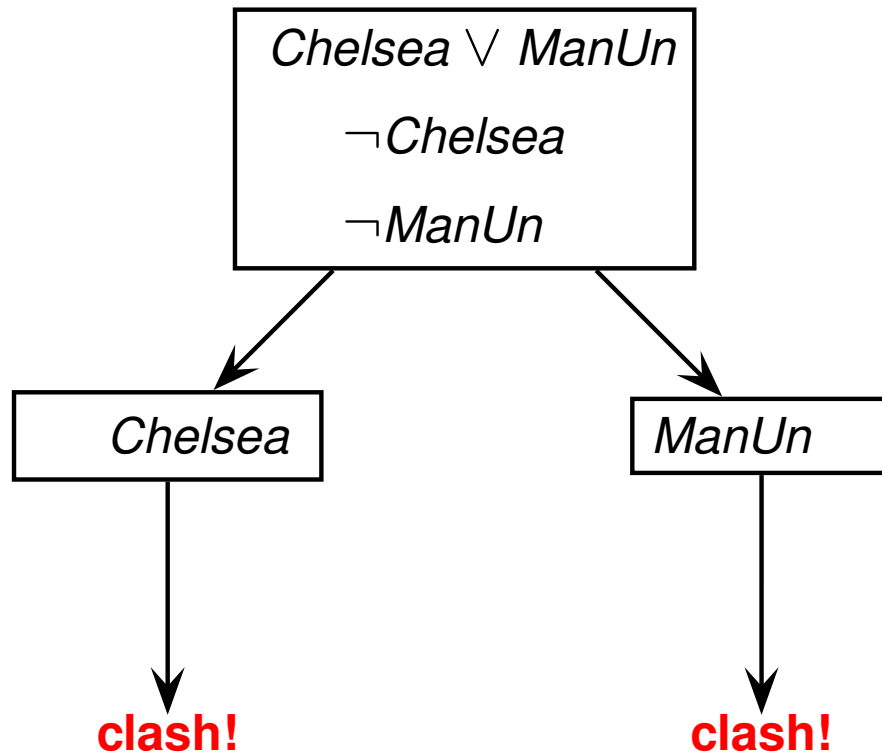 Chelsea ∨ ManUn
¬Chelsea
¬ManUn
Chelsea
ManUn
clash!
clash!